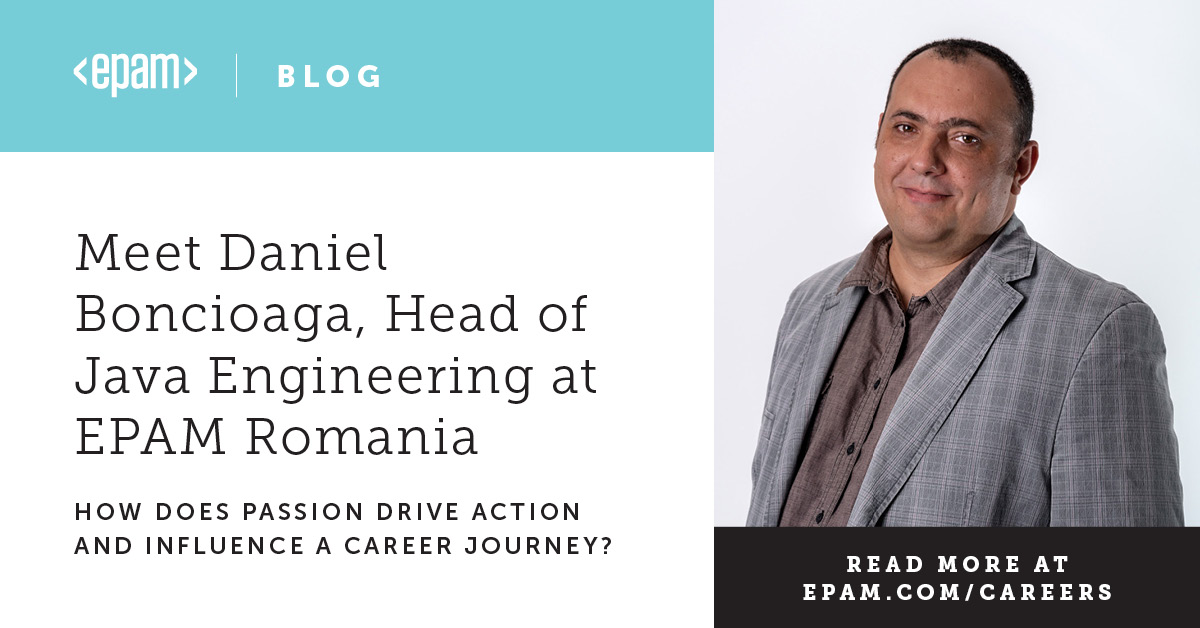 <epam> | BLOG
Meet Daniel
Boncioaga, Head of
Java Engineering at
EPAM Romania
HOW DOES PASSION DRIVE ACTION
AND INFLUENCE A CAREER JOURNEY?
READ MORE AT
EPAM.COM/CAREERS